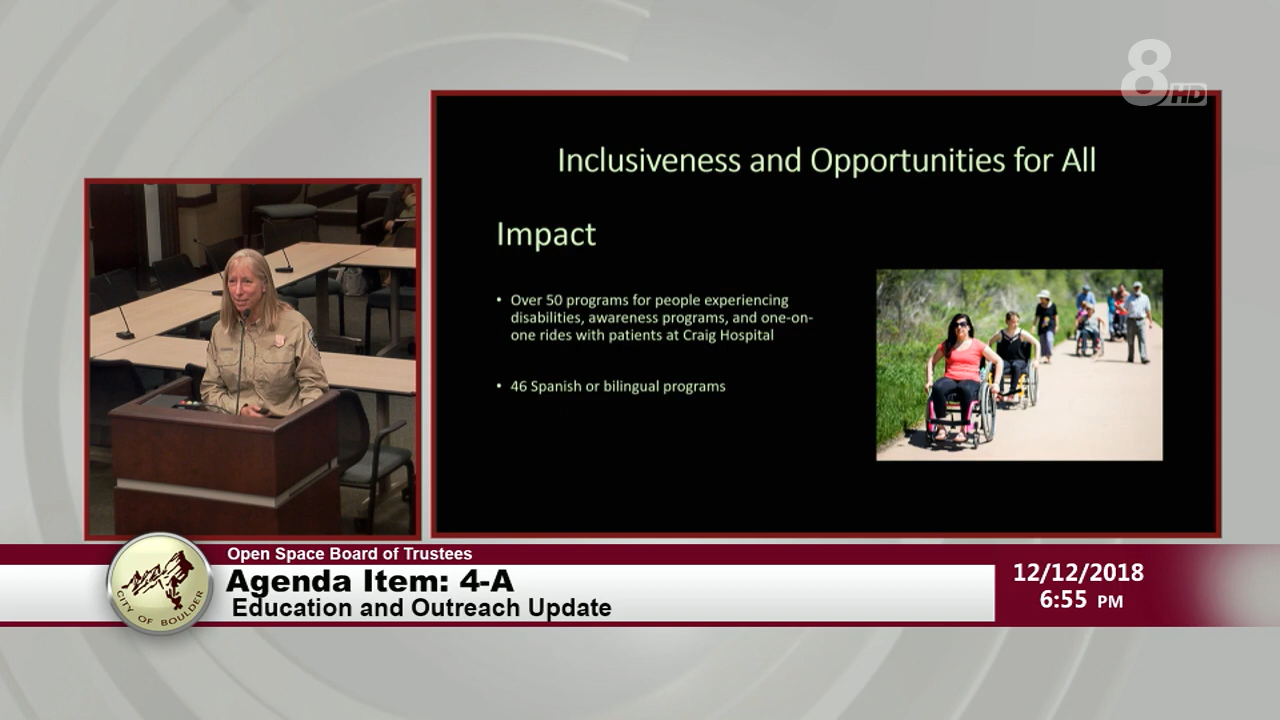 8HD
Inclusiveness and Opportunities for All
Impact
• Over 50 programs for people experiencing
disabilities, awareness programs, and one-on-
one rides with patients at Craig Hospital
• 46 Spanish or bilingual programs
Open Space Board of Trustees
Agenda Item: 4-A
Education and Outreach Update
CITY OF BOULDER
12/12/2018
6:55 PM